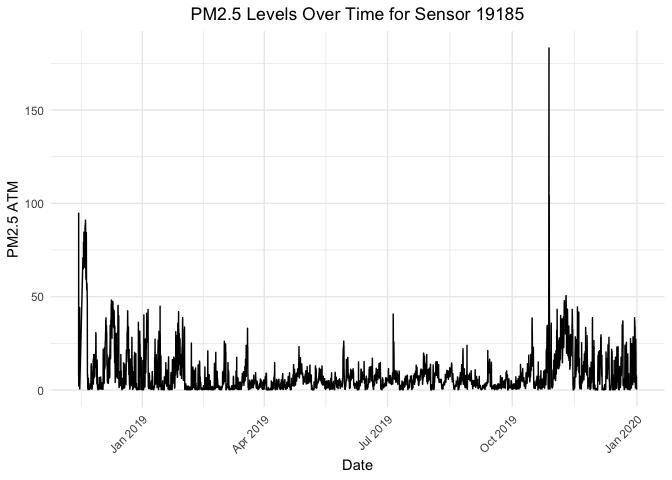 PM2.5 Levels Over Time for Sensor 19185
PM2.5 ATM
150
100
50
0
Jan 2019
Apr 2019
Jul 2019
Oct 2019
Jan 2020
Date